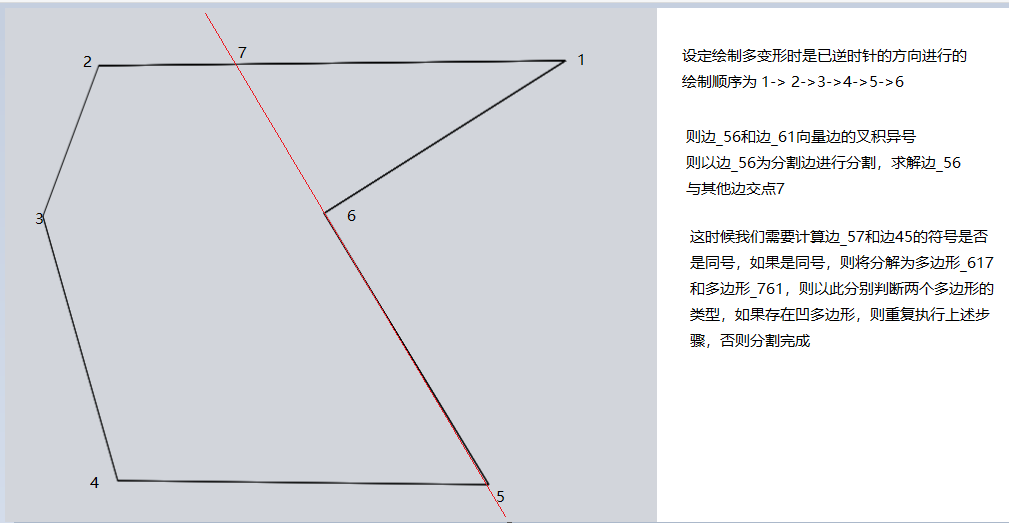 7
1
2
3
6
4
5
设定绘制多变形时是已逆时针的方向进行的
绘制顺序为 1-> 2->3->4->5->6
则边_56和边_61向量边的叉积异号
则以边_56为分割边进行分割，求解边_56
与其他边交点7
这时候我们需要计算边_57和边45的符号是否
是同号，如果是同号，则将分解为多边形_617
和多边形_761，则以此分别判断两个多边形的
类型，如果存在凹多边形，则重复执行上述步
骤，否则分割完成